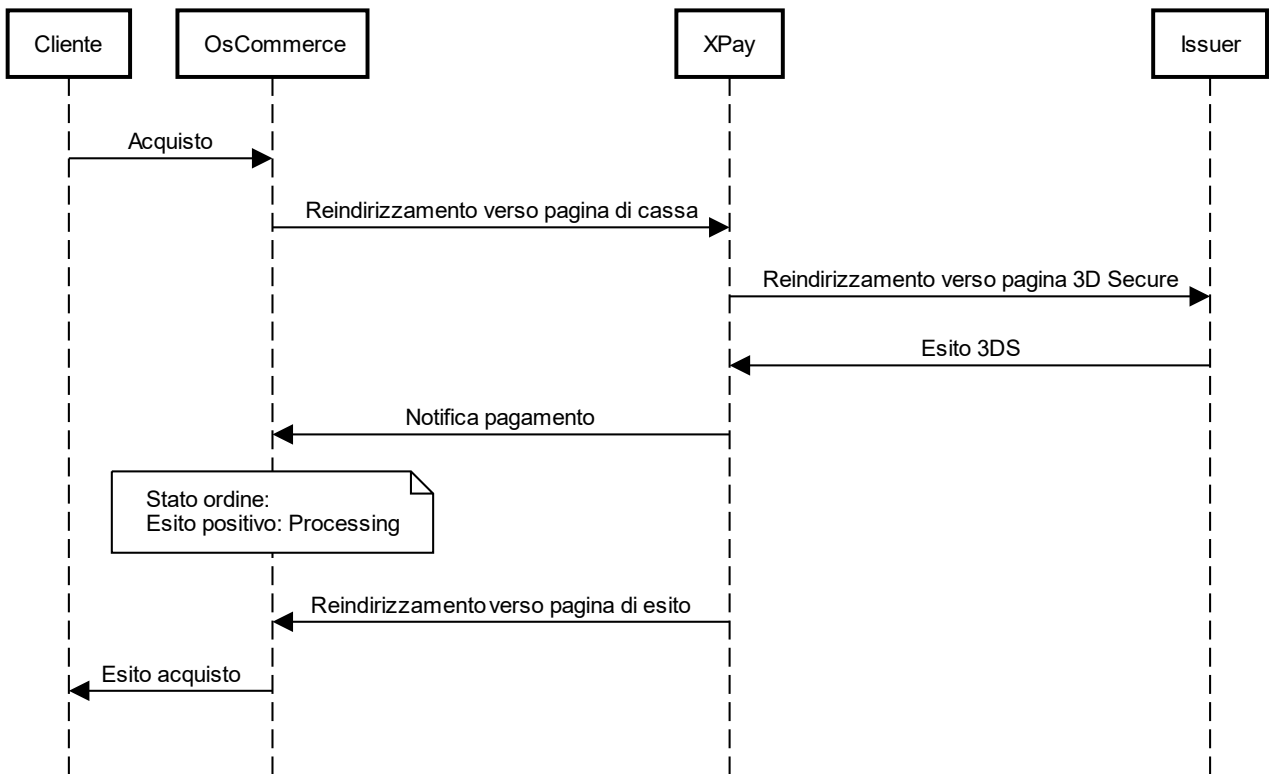 Cliente
OsCommerce
XPay
Issuer
Acquisto
Reindirizzamento verso pagina di cassa
Reindirizzamento verso pagina 3D Secure
Esito 3DS
Notifica pagamento
Stato ordine:
Esito positivo: Processing
Reindirizzamento verso pagina di esito
Esito acquisto